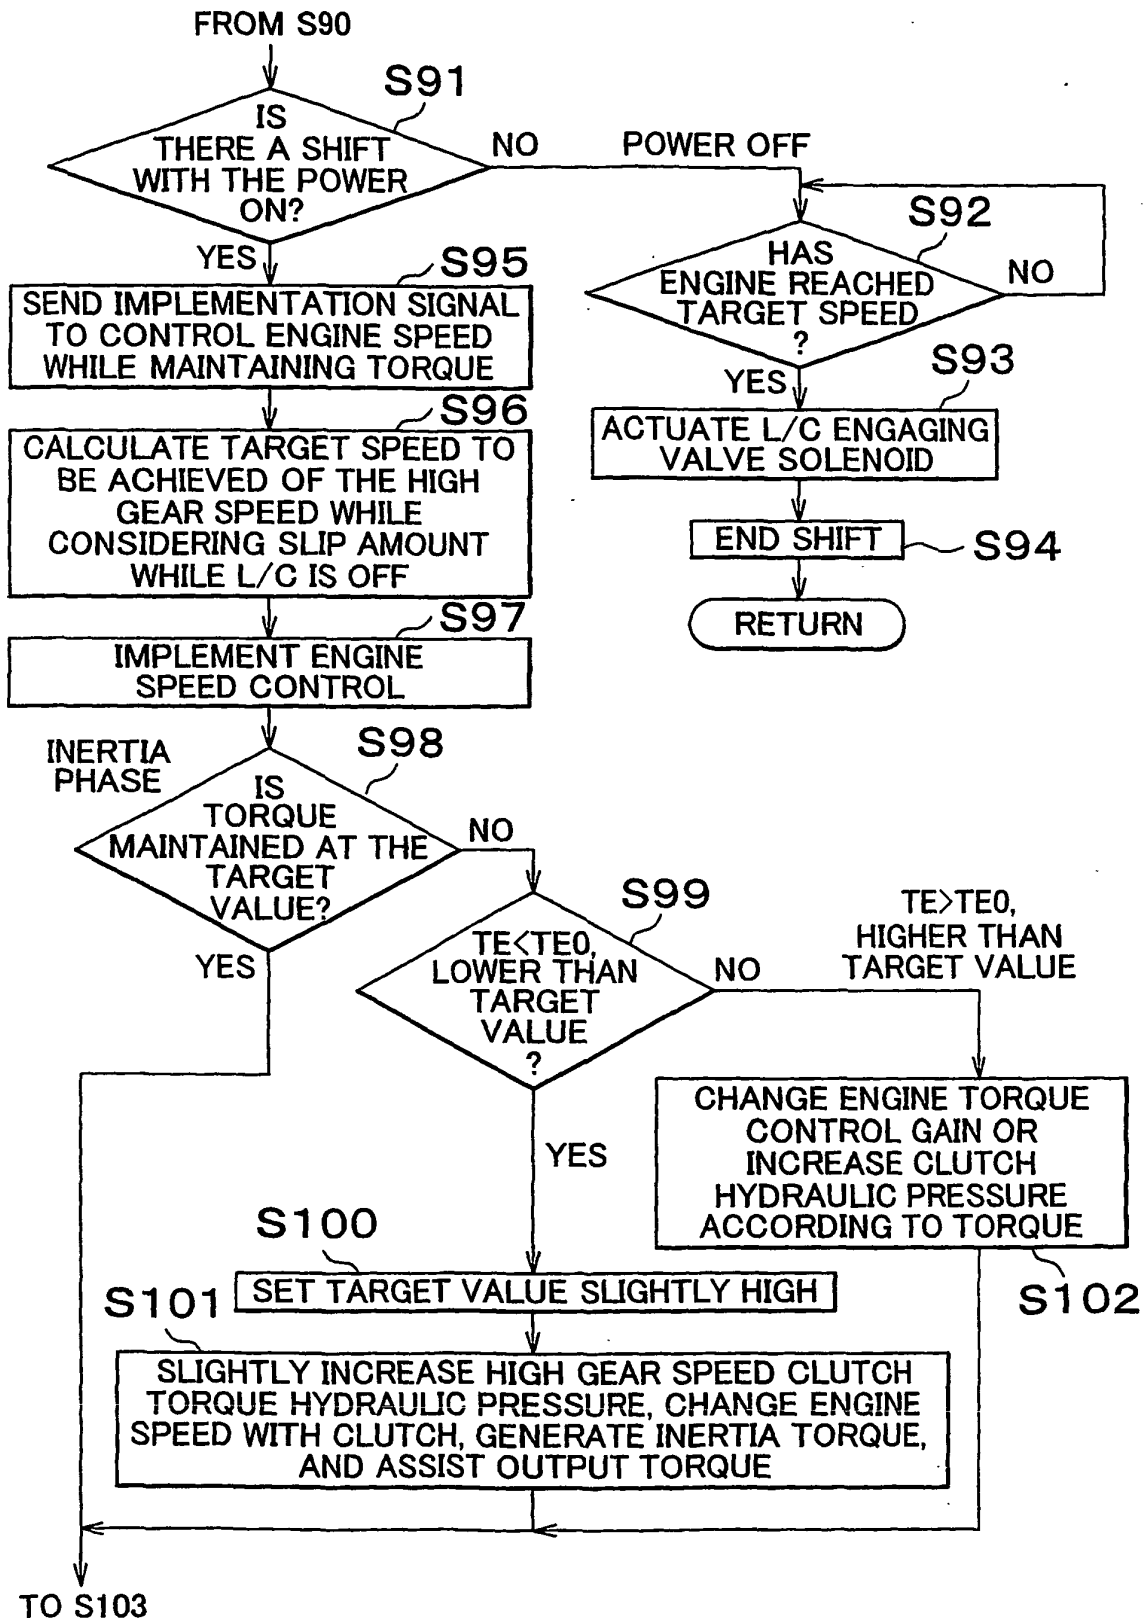 FROM S90
S91
IS
THERE A SHIFT
WITH THE POWER
ON?
NO
POWER OFF
YES
S92
HAS
ENGINE REACHED
TARGET SPEED
?
NO
YES
S93
ACTUATE L/C ENGAGING
VALVE SOLENOID
END SHIFT
S94
RETURN
S95
SEND IMPLEMENTATION SIGNAL
TO CONTROL ENGINE SPEED
WHILE MAINTAINING TORQUE
S96
CALCULATE TARGET SPEED TO
BE ACHIEVED OF THE HIGH
GEAR SPEED WHILE
CONSIDERING SLIP AMOUNT
WHILE L/C IS OFF
S97
IMPLEMENT ENGINE
SPEED CONTROL
INERTIA
PHASE
S98
IS
TORQUE
MAINTAINED AT THE
TARGET
VALUE?
NO
YES
S99
TE<TE0,
LOWER THAN
TARGET
VALUE
?
NO
TE>TE0,
HIGHER THAN
TARGET VALUE
YES
CHANGE ENGINE TORQUE
CONTROL GAIN OR
INCREASE CLUTCH
HYDRAULIC PRESSURE
ACCORDING TO TORQUE
S102
S100
SET TARGET VALUE SLIGHTLY HIGH
S101
SLIGHTLY INCREASE HIGH GEAR SPEED CLUTCH
TORQUE HYDRAULIC PRESSURE, CHANGE ENGINE
SPEED WITH CLUTCH, GENERATE INERTIA TORQUE,
AND ASSIST OUTPUT TORQUE
TO S103